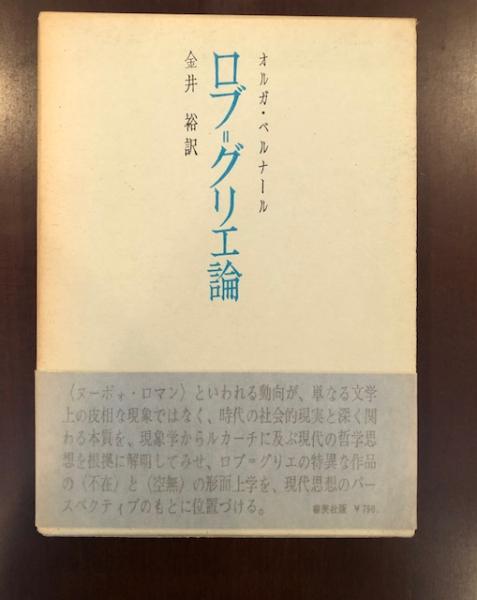 オルガ・ベルナール
ロブ=グリエ論
金井 裕訳
〈ヌーボォ・ロマン〉といわれる動向が、単なる文学
上の皮相な現象ではなく、時代の社会的現実と深く関
わる本質を、現象学からルカーチに及ぶ現代の哲学思
想を根拠に解明してみせ、ロブ=グリエの特異な作品
の〈不在〉と〈空無〉の形而上学を、現代思想のパー
スペクティブのもとに位置づける。
審美社版 ¥750.